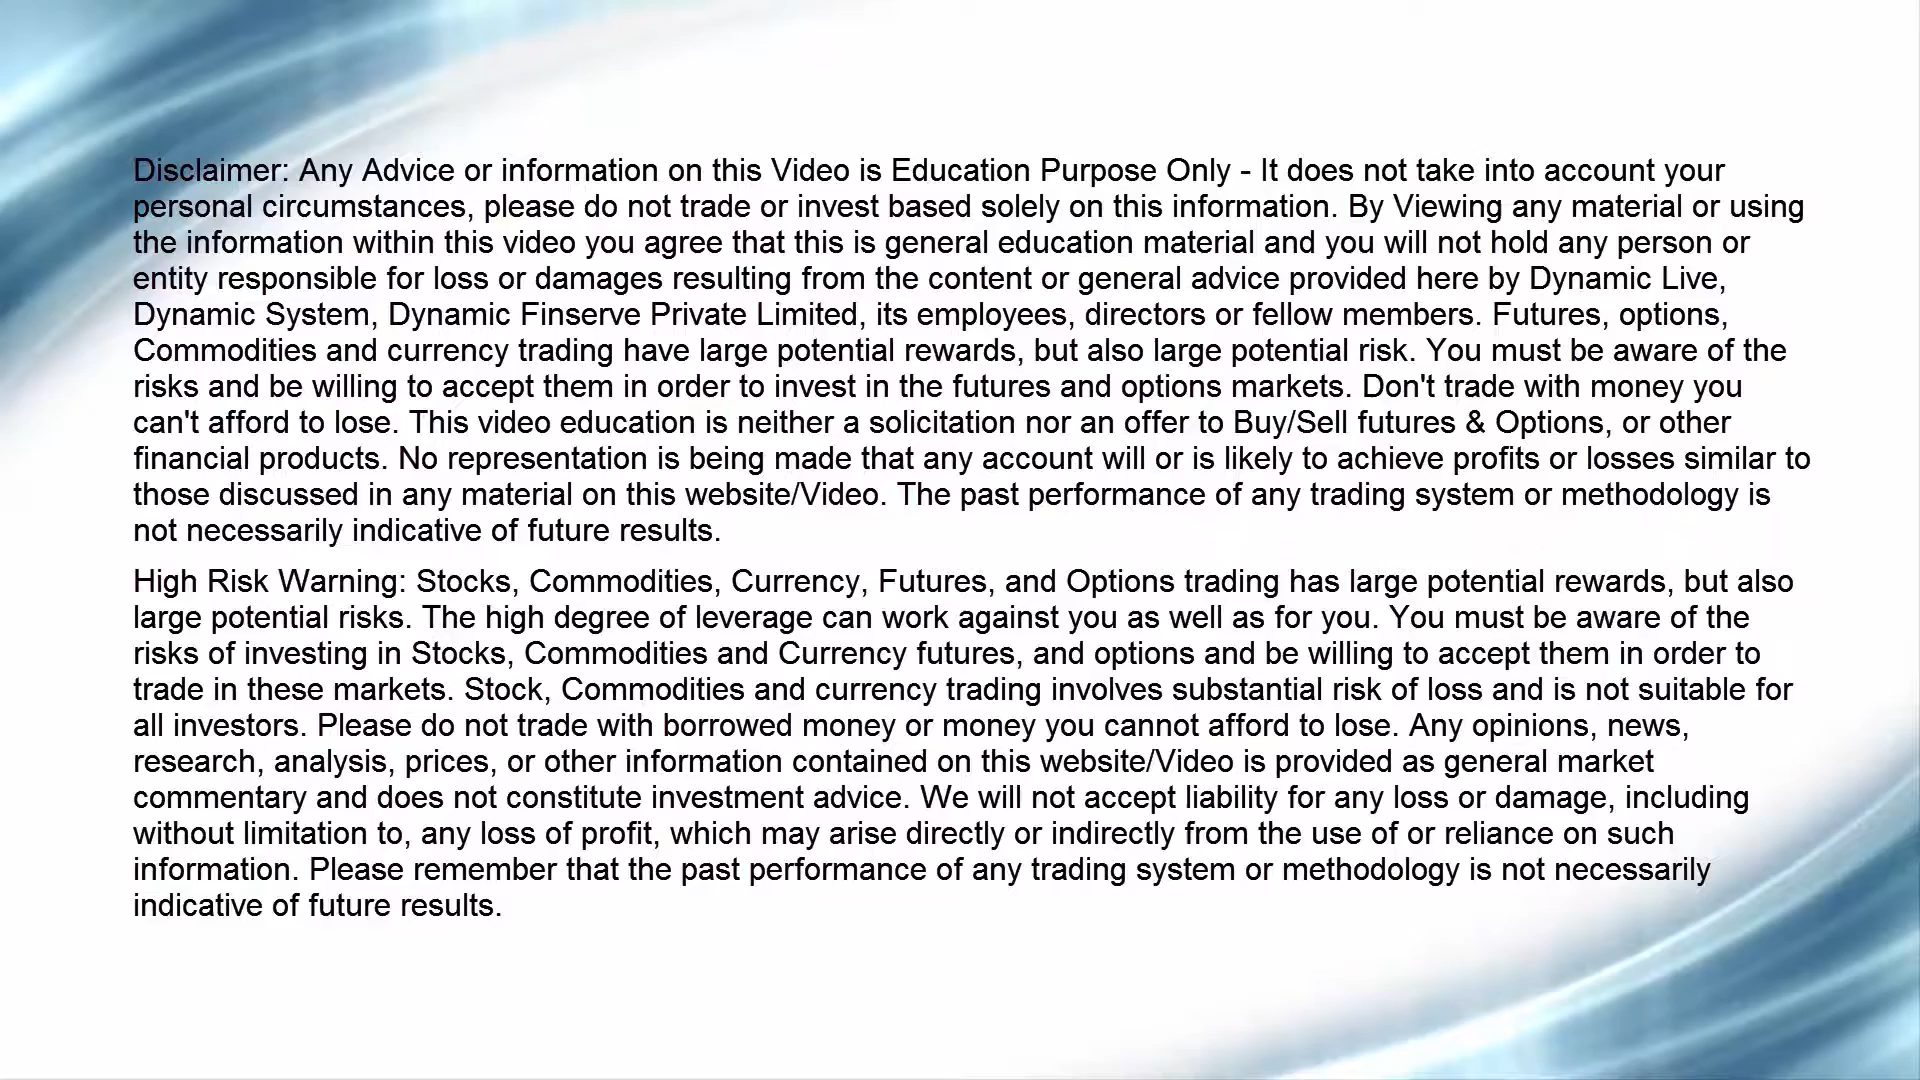 Disclaimer: Any Advice or information on this Video is Education Purpose Only - It does not take into account your
personal circumstances, please do not trade or invest based solely on this information. By Viewing any material or using
the information within this video you agree that this is general education material and you will not hold any person or
entity responsible for loss or damages resulting from the content or general advice provided here by Dynamic Live,
Dynamic System, Dynamic Finserve Private Limited, its employees, directors or fellow members. Futures, options,
Commodities and currency trading have large potential rewards, but also large potential risk. You must be aware of the
risks and be willing to accept them in order to invest in the futures and options markets. Don't trade with money you
can't afford to lose. This video education is neither a solicitation nor an offer to Buy/Sell futures & Options, or other
financial products. No representation is being made that any account will or is likely to achieve profits or losses similar to
those discussed in any material on this website/Video. The past performance of any trading system or methodology is
not necessarily indicative of future results.
High Risk Warning: Stocks, Commodities, Currency, Futures, and Options trading has large potential rewards, but also
large potential risks. The high degree of leverage can work against you as well as for you. You must be aware of the
risks of investing in Stocks, Commodities and Currency futures, and options and be willing to accept them in order to
trade in these markets. Stock, Commodities and currency trading involves substantial risk of loss and is not suitable for
all investors. Please do not trade with borrowed money or money you cannot afford to lose. Any opinions, news,
research, analysis, prices, or other information contained on this website/Video is provided as general market
commentary and does not constitute investment advice. We will not accept liability for any loss or damage, including
without limitation to, any loss of profit, which may arise directly or indirectly from the use of or reliance on such
information. Please remember that the past performance of any trading system or methodology is not necessarily
indicative of future results.